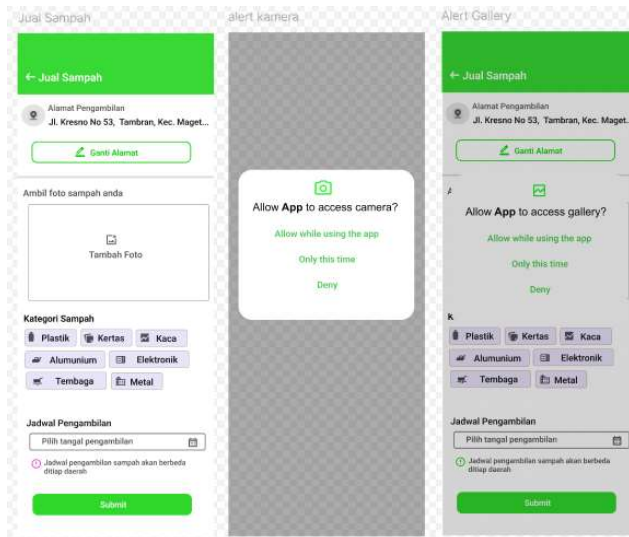 Jual Sampah
← Jual Sampah
Alamat Pengambilan
Jl. Kresno No 53, Tambran, Kec. Maget...
Ganti Alamat
Ambil foto sampah anda
Tambah Foto
Kategori Sampah
Plastik Kertas Kaca
Alumunium Elektronik
Tembaga Metal
Jadwal Pengambilan
Pilih tangal pengambilan
Jadwal pengambilan sampah akan berbeda
ditiap daerah
Submit
alert kamera
Allow App to access camera?
Allow while using the app
Only this time
Deny
Alert Gallery
← Jual Sampah
Alamat Pengambilan
Jl. Kresno No 53, Tambran, Kec. Maget.
Ganti Alamat
A
Allow App to access gallery?
Allow while using the app
Only this time
Deny
K
Plastik Kertas Kaca
Alumunium Elektronik
Tembaga Metal
Jadwal Pengambilan
Pilih tangal pengambilan
Jadwal pengambilan sampah akan berbeda
ditiap daerah
Submit